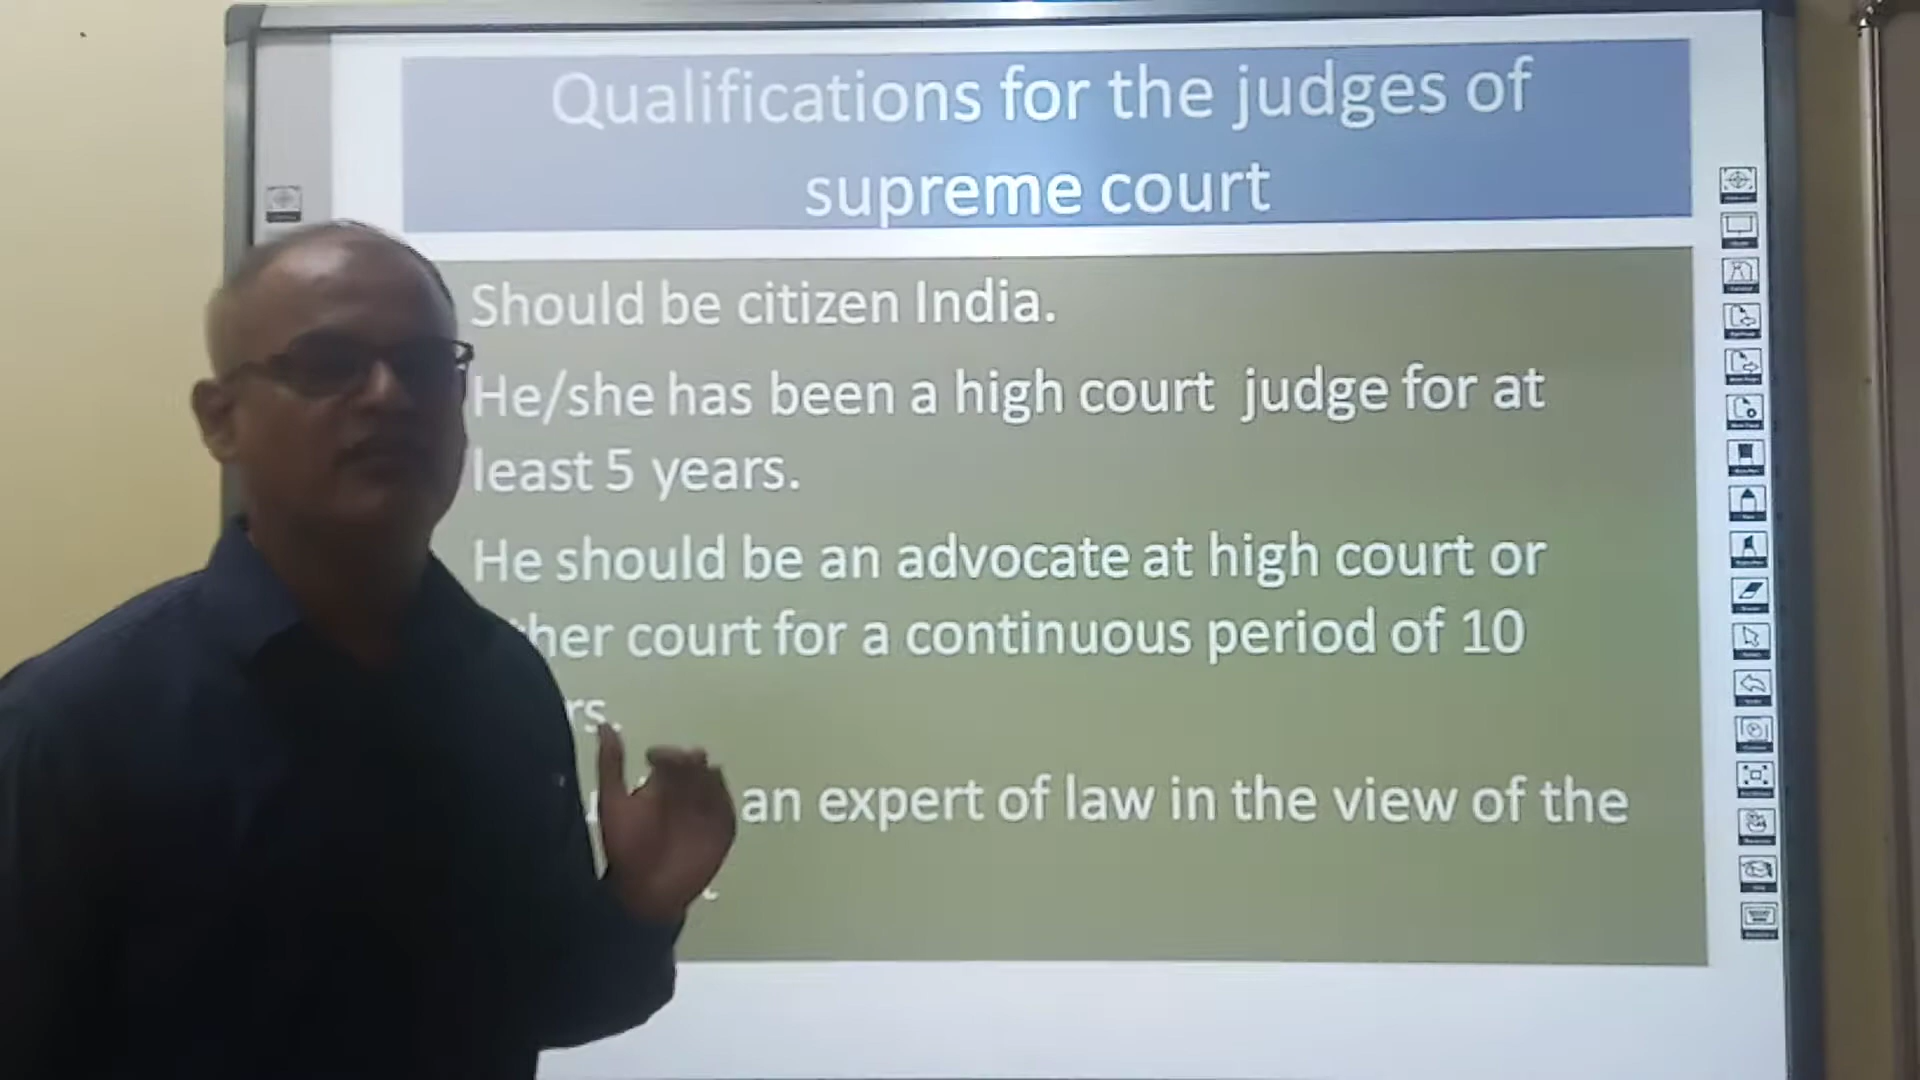 Qualifications for the judges of
supreme court
Should be citizen India.
He/she has been a high court judge for at
least 5 years.
He should be an advocate at high court or
court for a continuous period of 10
an expert of law in the view of the